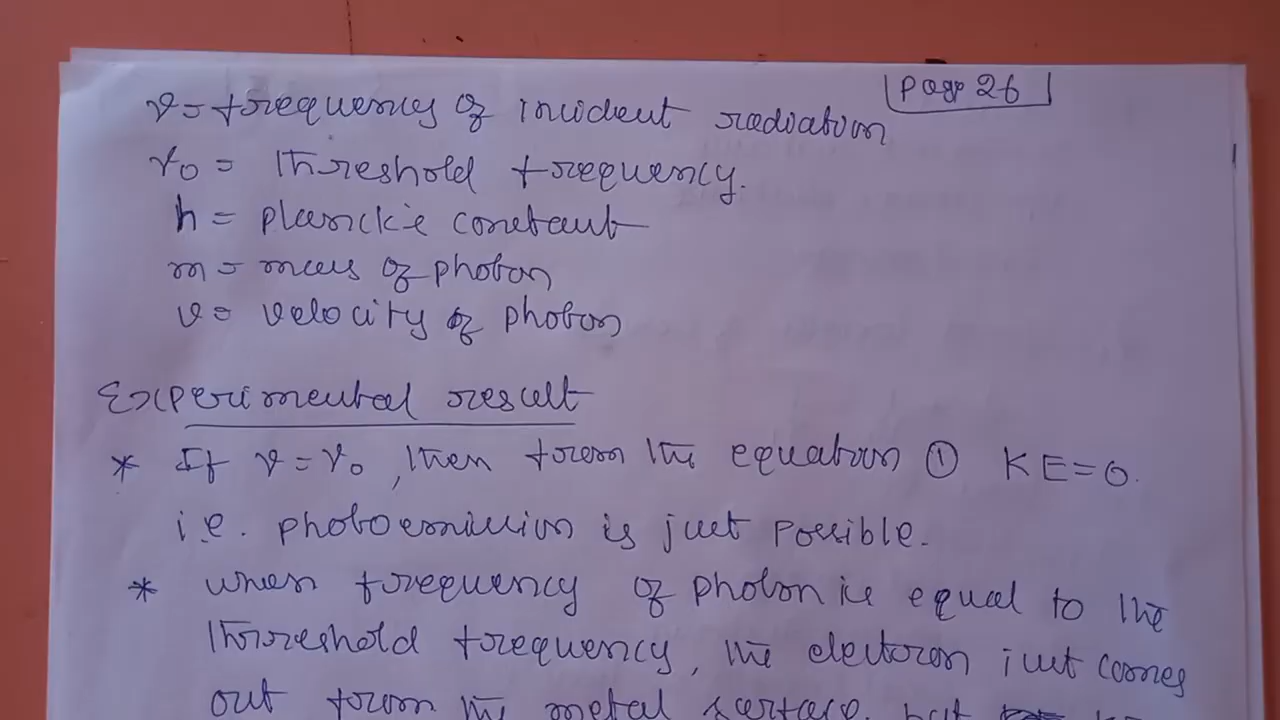 Page 26
ν = frequency of incident radiation
ν0 = threshold frequency.
h = planck's constant
m = mass of photon
v = velocity of photon
Experimental result
* If ν = ν0, then from the equation ① KE = 0.
i.e. photoemission is just possible.
* when frequency of photon is equal to the
threshold frequency, the electron just comes
out from the metal surface, but